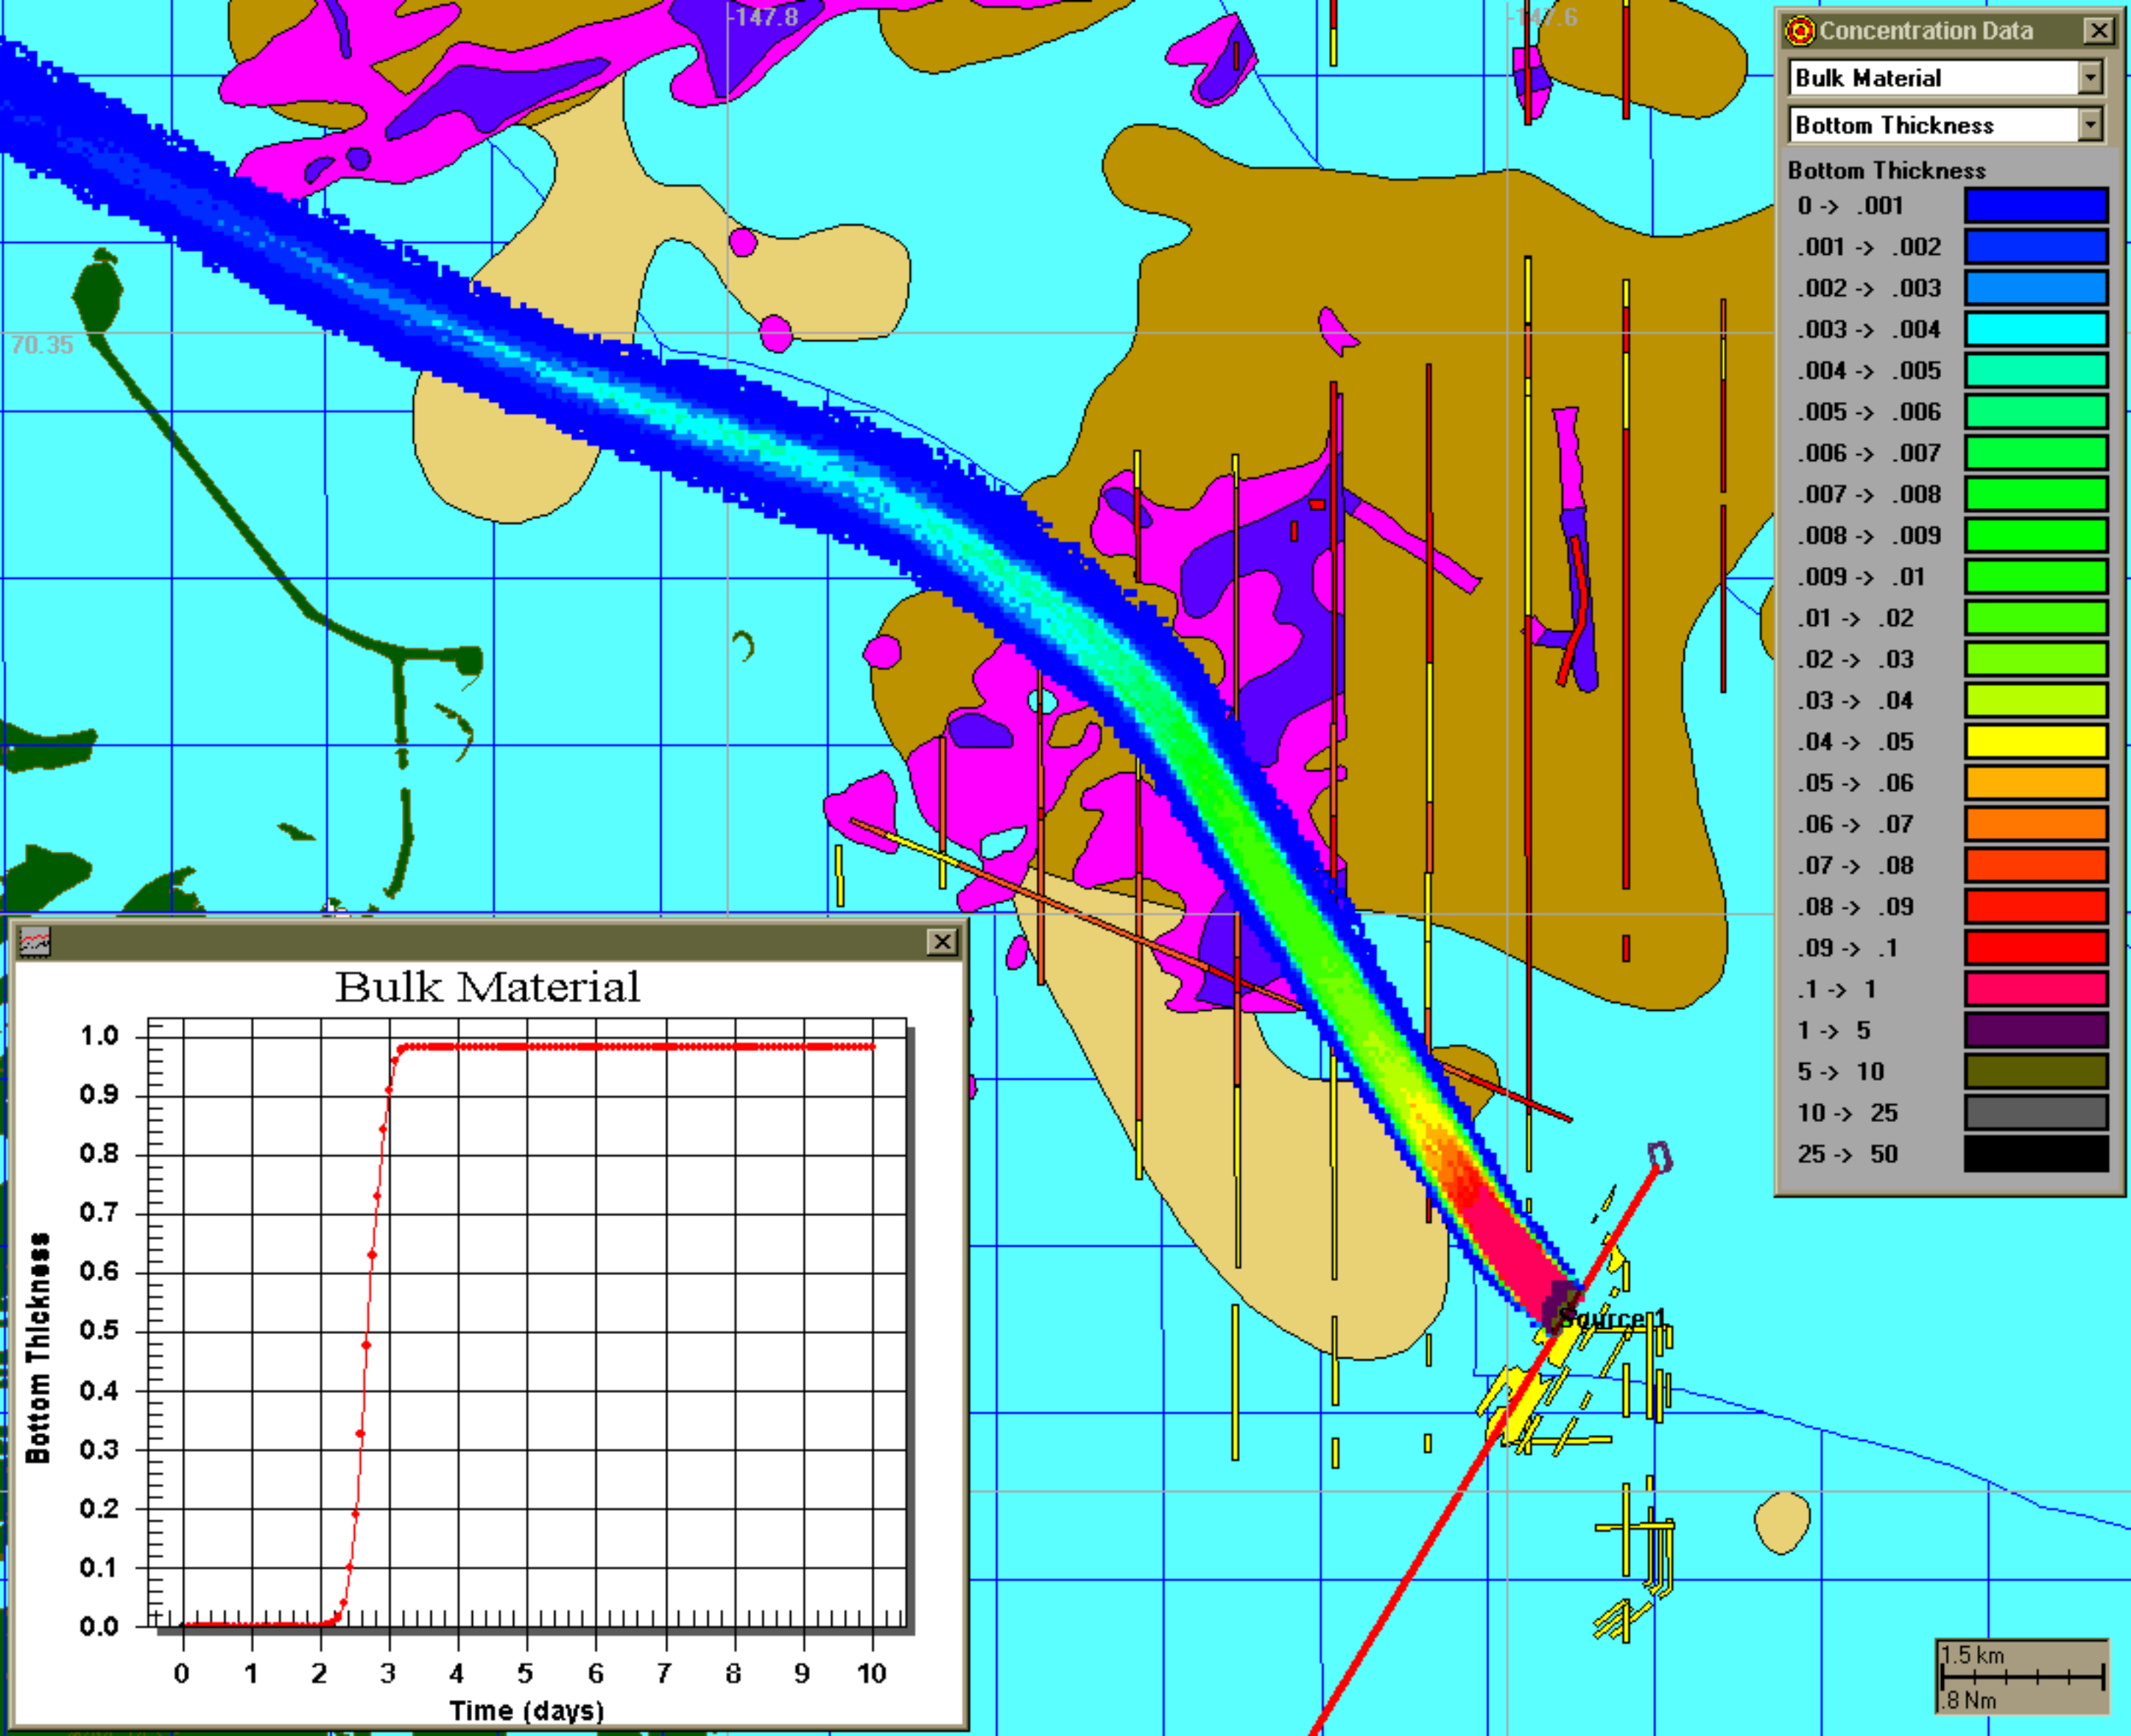 -147.8
-147.6
70.35
Concentration Data
Bulk Material
Bottom Thickness
Bottom Thickness
0 -> .001
.001 -> .002
.002 -> .003
.003 -> .004
.004 -> .005
.005 -> .006
.006 -> .007
.007 -> .008
.008 -> .009
.009 -> .01
.01 -> .02
.02 -> .03
.03 -> .04
.04 -> .05
.05 -> .06
.06 -> .07
.07 -> .08
.08 -> .09
.09 -> .1
.1 -> 1
1 -> 5
5 -> 10
10 -> 25
25 -> 50
Source 1
Bulk Material
Bottom Thickness
1.0
0.9
0.8
0.7
0.6
0.5
0.4
0.3
0.2
0.1
0.0
0 1 2 3 4 5 6 7 8 9 10
Time (days)
1.5 km
.8 Nm